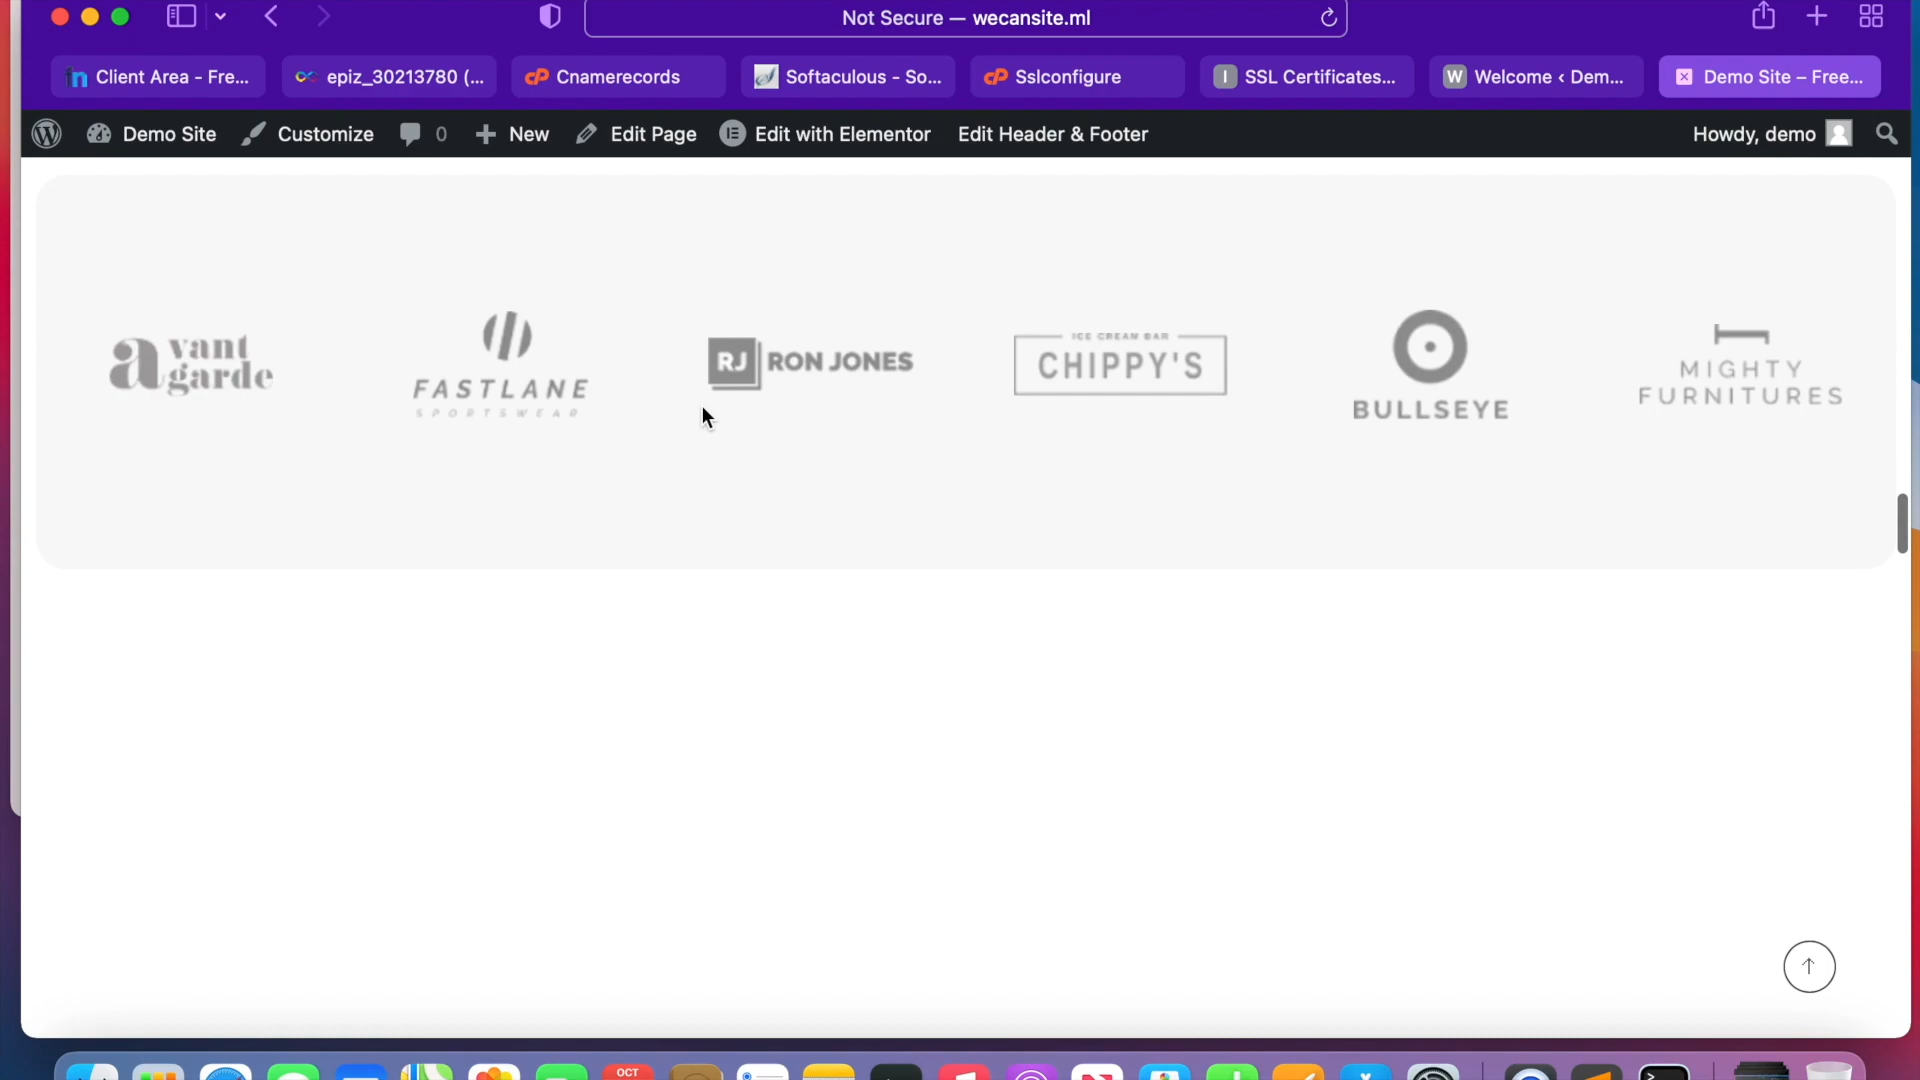 Not Secure — wecansite.ml
Client Area - Fre...
epiz_30213780 (...
cP Cnamerecords
Softaculous - So...
cP Sslconfigure
I SSL Certificates...
W Welcome ‹ Dem...
Demo Site – Free...
Demo Site
Customize
0
New
Edit Page
Edit with Elementor
Edit Header & Footer
Howdy, demo
avant
garde
FASTLANE
SPORTSWEAR
RJ RON JONES
ICE CREAM BAR
CHIPPY'S
BULLSEYE
MIGHTY
FURNITURES
OCT